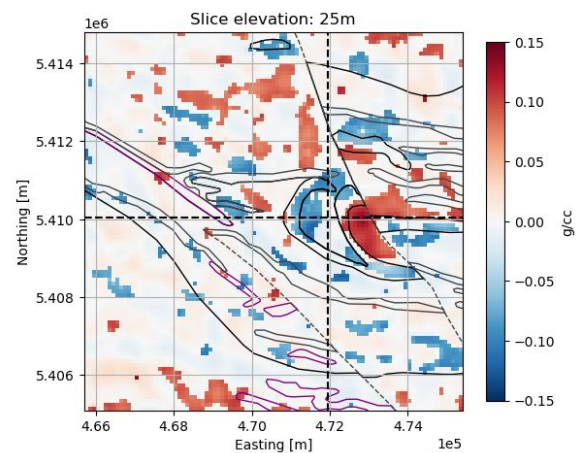 Slice elevation: 25m
1e6
5.414
5.412
5.410
5.408
5.406
Northing [m]
4.66
4.68
4.70
4.72
4.74
Easting [m]
1e5
0.15
0.10
0.05
0.00
−0.05
−0.10
−0.15
g/cc